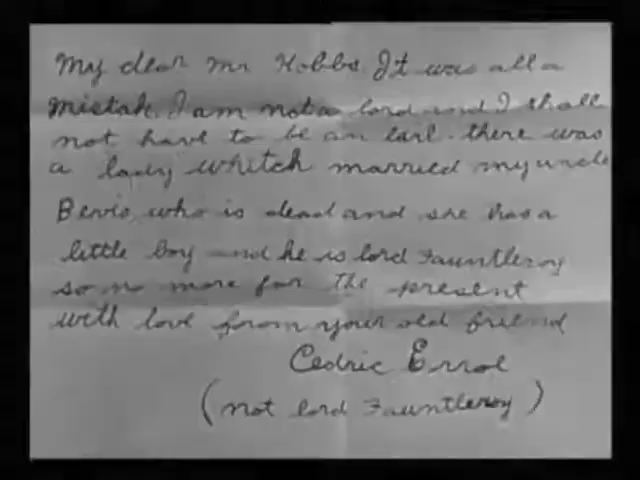 My dear Mr Hobbs. It was all a
mistak. I am not a lord and I shall
not have to be an earl. there was
a lady whitch married my uncle
Bevis who is dead and she has a
little boy and he is lord Fauntleroy
so no more for the present
with love from your old friend
Cedric Errol
(not lord Fauntleroy)